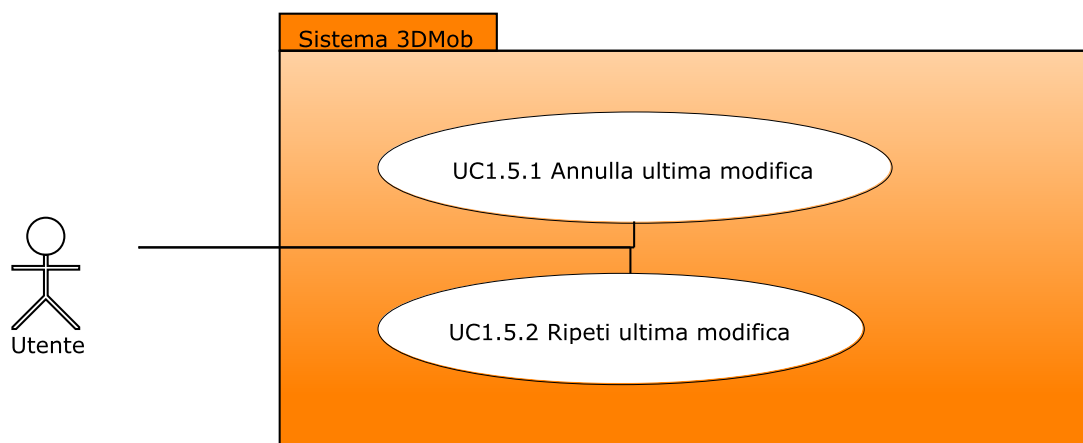 Sistema 3DMob
UC1.5.1 Annulla ultima modifica
UC1.5.2 Ripeti ultima modifica
Utente